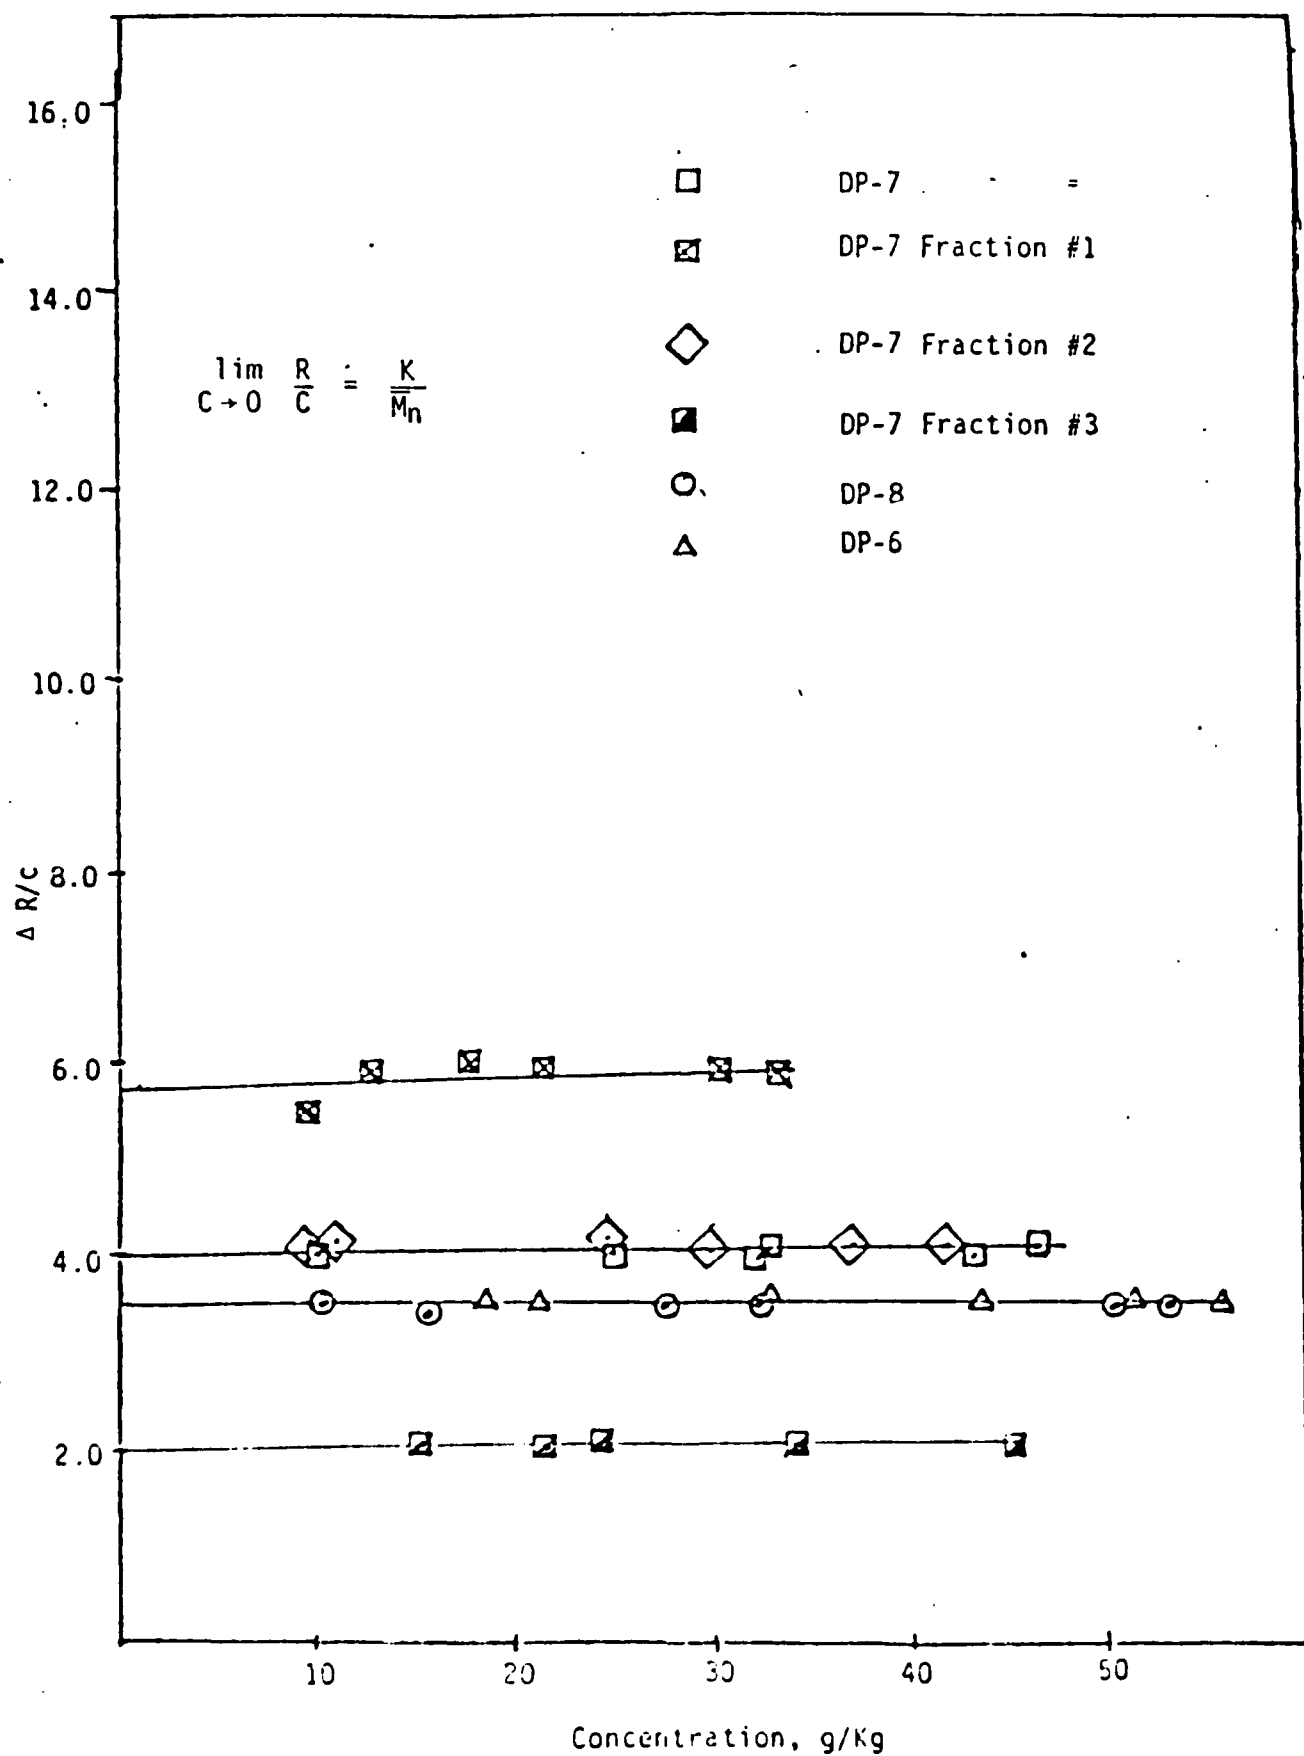 16.0
14.0
12.0
10.0
8.0
6.0
4.0
2.0
Δ R/c
DP-7 - =
DP-7 Fraction #1
DP-7 Fraction #2
DP-7 Fraction #3
DP-8
DP-6
lim R/C = K/M̅n
C→0
10 20 30 40 50
Concentration, g/Kg